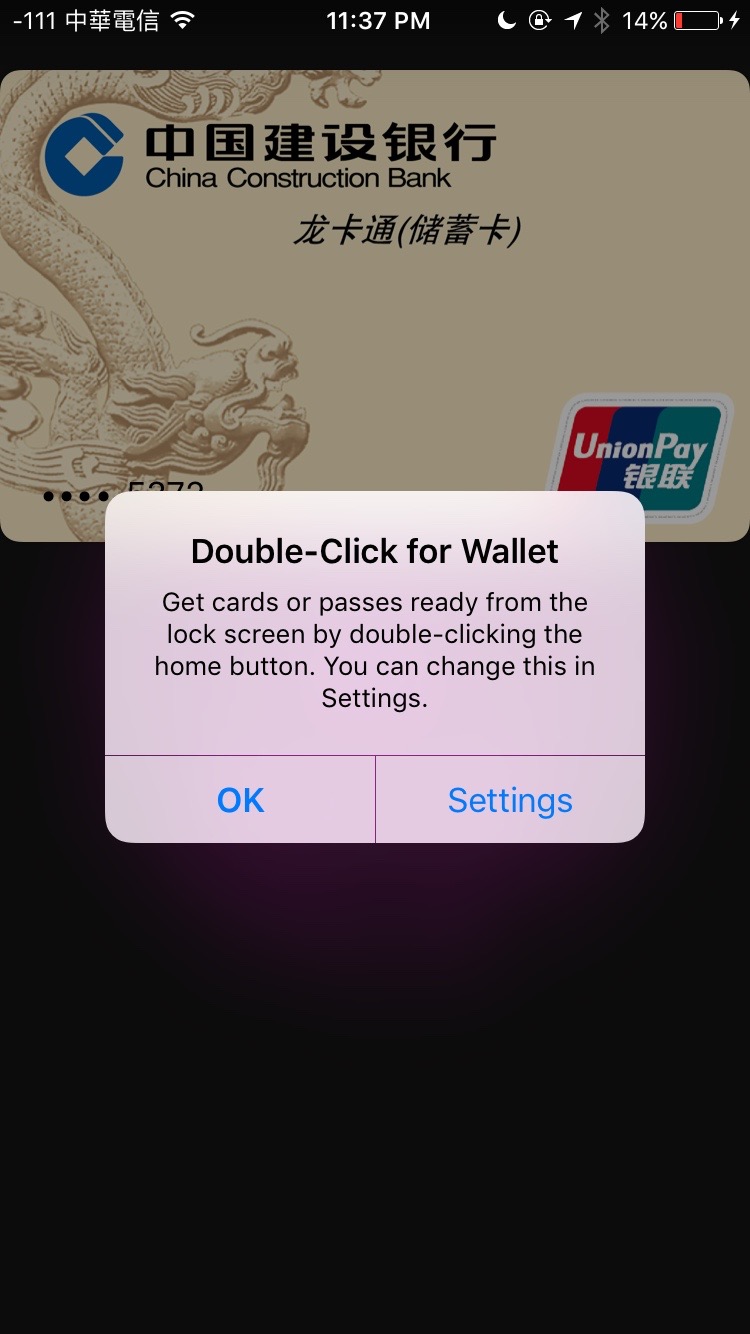 -111 中華電信 11:37 PM 14%
中国建设银行
China Construction Bank
龙卡通(储蓄卡)
UnionPay
银联
Double-Click for Wallet
Get cards or passes ready from the
lock screen by double-clicking the
home button. You can change this in
Settings.
OK Settings